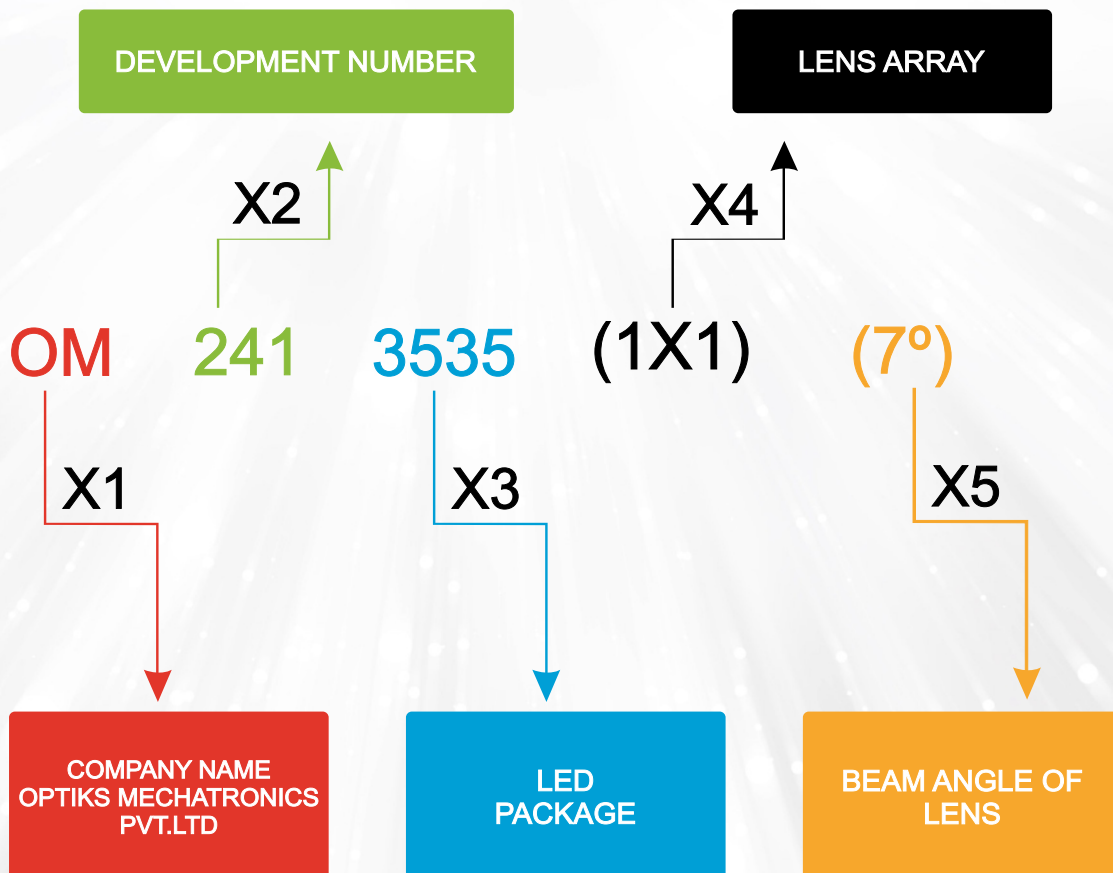 DEVELOPMENT NUMBER
LENS ARRAY
X2
X4
OM 241 3535 (1X1) (7º)
X1
X3
X5
COMPANY NAME
OPTIKS MECHATRONICS
PVT.LTD
LED
PACKAGE
BEAM ANGLE OF
LENS